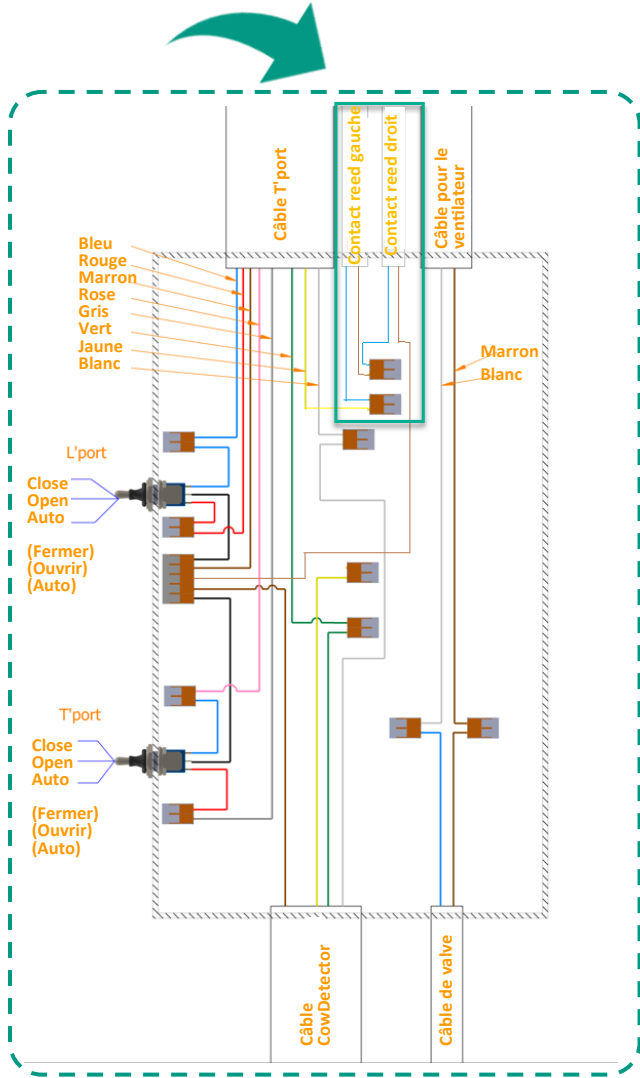 Câble T'port
Contact reed gauche
Contact reed droit
Câble pour le
ventilateur
Bleu
Rouge
Marron
Rose
Gris
Vert
Jaune
Blanc
Marron
Blanc
L'port
Close
Open
Auto
(Fermer)
(Ouvrir)
(Auto)
T'port
Close
Open
Auto
(Fermer)
(Ouvrir)
(Auto)
Câble
CowDetector
Câble de valve